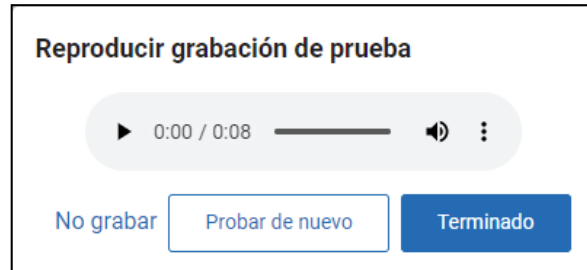 Reproducir grabación de prueba
0:00 / 0:08
No grabar Probar de nuevo Terminado